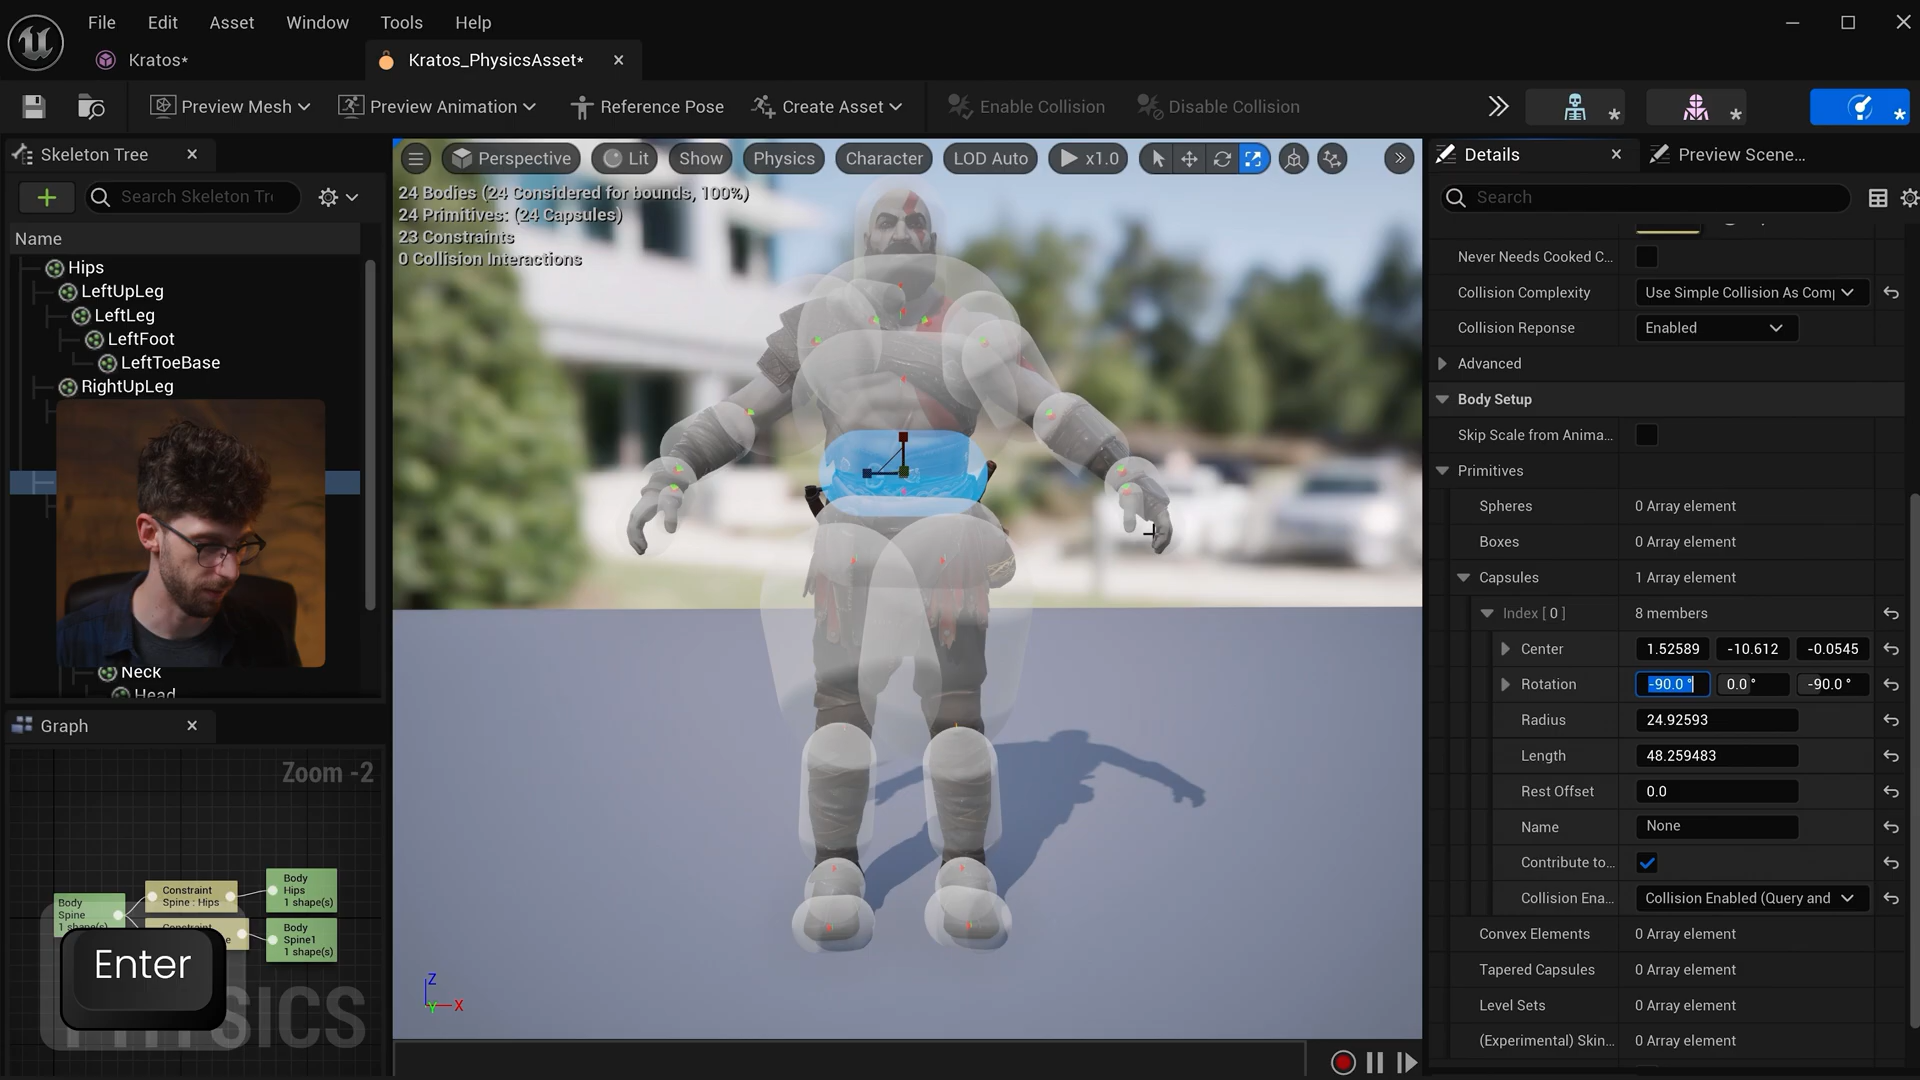 File Edit Asset Window Tools Help
Kratos* Kratos_PhysicsAsset*
Preview Mesh Preview Animation Reference Pose Create Asset Enable Collision Disable Collision
Skeleton Tree
Search Skeleton Tr
Name
Hips
LeftUpLeg
LeftLeg
LeftFoot
LeftToeBase
RightUpLeg
Neck
Head
Graph
Zoom -2
Body
Spine
1 shape(s)
Constraint
Spine : Hips
Body
Hips
1 shape(s)
Body
Spine1
1 shape(s)
Enter
Perspective Lit Show Physics Character LOD Auto x1.0
24 Bodies (24 Considered for bounds, 100%)
24 Primitives: (24 Capsules)
23 Constraints
0 Collision Interactions
Z
Y X
Details Preview Scene...
Search
Never Needs Cooked C...
Collision Complexity Use Simple Collision As Com
Collision Reponse Enabled
Advanced
Body Setup
Skip Scale from Anima...
Primitives
Spheres 0 Array element
Boxes 0 Array element
Capsules 1 Array element
Index [ 0 ] 8 members
Center 1.52589 -10.612 -0.0545
Rotation -90.0 ° 0.0 ° -90.0 °
Radius 24.92593
Length 48.259483
Rest Offset 0.0
Name None
Contribute to...
Collision Ena... Collision Enabled (Query and
Convex Elements 0 Array element
Tapered Capsules 0 Array element
Level Sets 0 Array element
(Experimental) Skin... 0 Array element